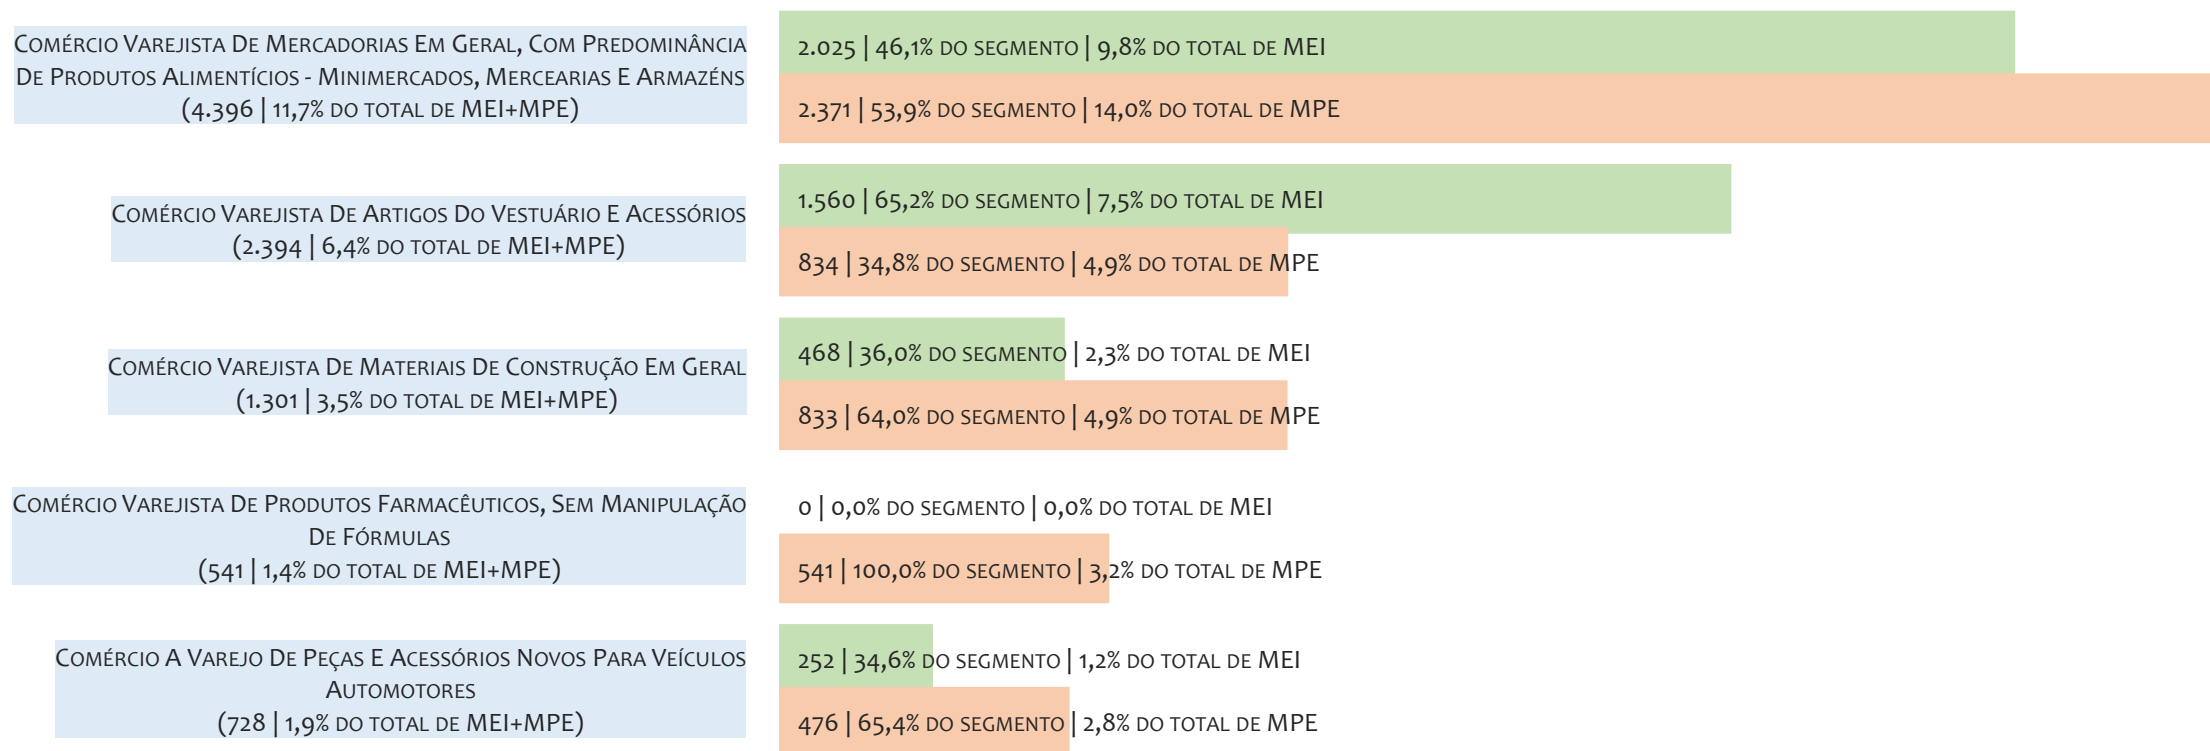 Comércio Varejista De Mercadorias Em Geral, Com Predominância
De Produtos Alimentícios - Minimercados, Mercearias E Armazéns
(4.396 | 11,7% do total de MEI+MPE)
2.025 | 46,1% do segmento | 9,8% do total de MEI
2.371 | 53,9% do segmento | 14,0% do total de MPE
Comércio Varejista De Artigos Do Vestuário E Acessórios
(2.394 | 6,4% do total de MEI+MPE)
1.560 | 65,2% do segmento | 7,5% do total de MEI
834 | 34,8% do segmento | 4,9% do total de MPE
Comércio Varejista De Materiais De Construção Em Geral
(1.301 | 3,5% do total de MEI+MPE)
468 | 36,0% do segmento | 2,3% do total de MEI
833 | 64,0% do segmento | 4,9% do total de MPE
Comércio Varejista De Produtos Farmacêuticos, Sem Manipulação
De Fórmulas
(541 | 1,4% do total de MEI+MPE)
0 | 0,0% do segmento | 0,0% do total de MEI
541 | 100,0% do segmento | 3,2% do total de MPE
Comércio A Varejo De Peças E Acessórios Novos Para Veículos
Automotores
(728 | 1,9% do total de MEI+MPE)
252 | 34,6% do segmento | 1,2% do total de MEI
476 | 65,4% do segmento | 2,8% do total de MPE